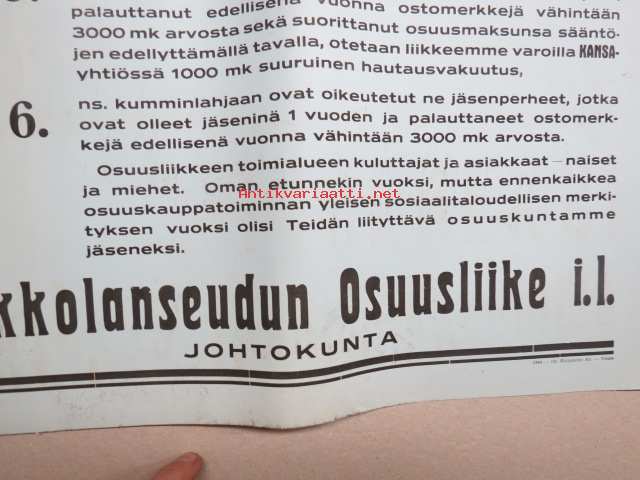 palauttanut edellisenä vuonna ostomerkkejä vähintään
3000 mk arvosta sekä suorittanut osuusmaksunsa sääntö-
jen edellyttämällä tavalla, otetaan liikkeemme varoilla KANSA-
yhtiössä 1000 mk suuruinen hautausvakuutus,
6. ns. kumminlahjaan ovat oikeutetut ne jäsenperheet, jotka
ovat olleet jäseninä 1 vuoden ja palauttaneet ostomerk-
kejä edellisenä vuonna vähintään 3000 mk arvosta.
Osuusliikkeen toimialueen kuluttajat ja asiakkaat — naiset
ja miehet. Oman etunnekin vuoksi, mutta ennenkaikkea
Antikvariaatti.net
osuuskauppatoiminnan yleisen sosiaalitaloudellisen merki-
tyksen vuoksi olisi Teidän liityttävä osuuskuntamme
jäseneksi.
kkolanseudun Osuusliike i.l.
JOHTOKUNTA